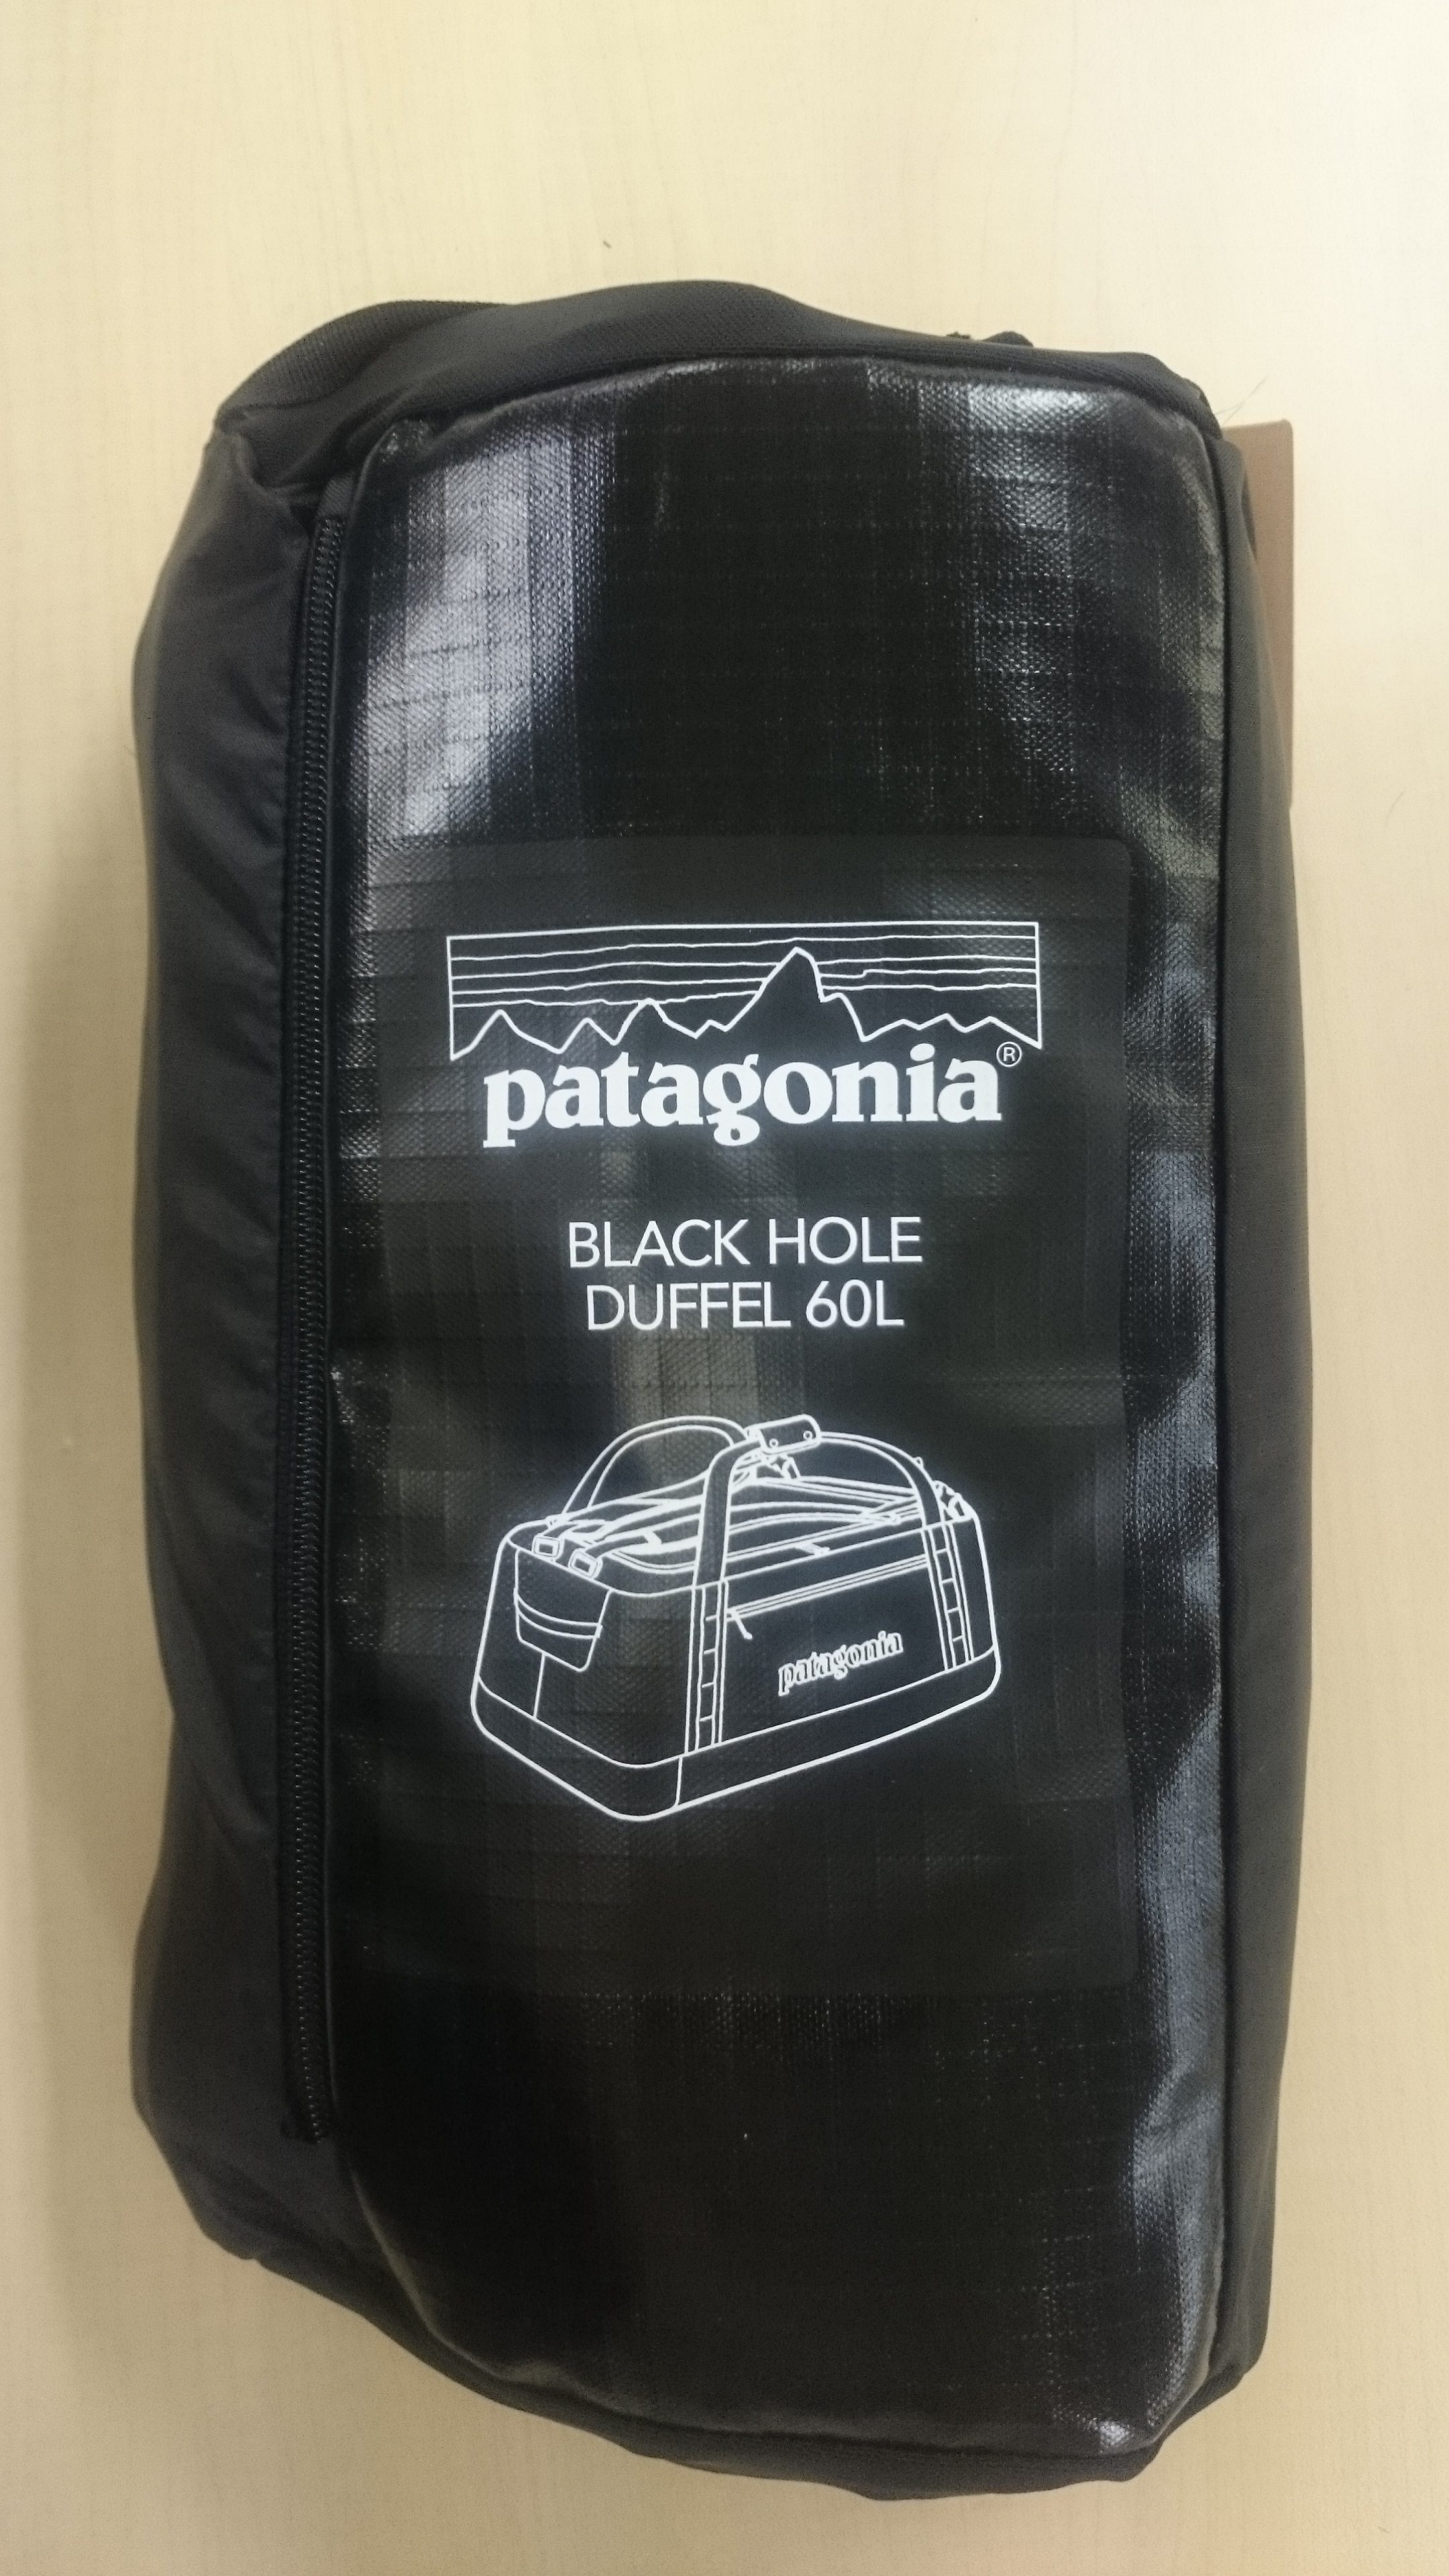 patagonia®
BLACK HOLE
DUFFEL 60L
patagonia